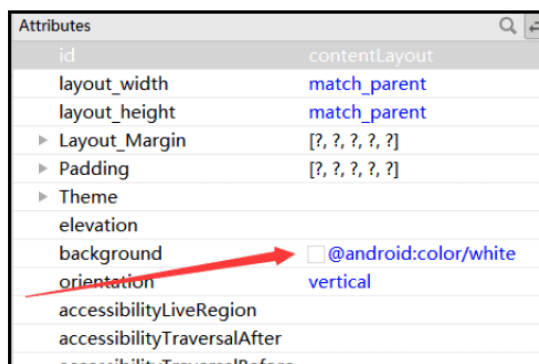 Attributes
id contentLayout
layout_width match_parent
layout_height match_parent
Layout_Margin [?, ?, ?, ?, ?]
Padding [?, ?, ?, ?, ?]
Theme
elevation
background @android:color/white
orientation vertical
accessibilityLiveRegion
accessibilityTraversalAfter
accessibilityTraversalBefore